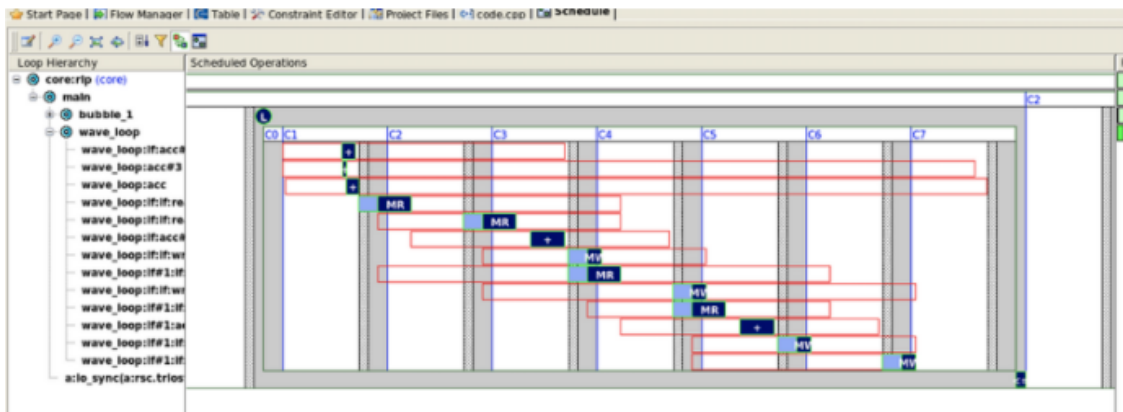 Start Page | Flow Manager | Table | Constraint Editor | Project Files | code.cpp | Schedule
Loop Hierarchy
Scheduled Operations
core:rlp (core)
main
bubble_1
wave_loop
wave_loop:if:acc#
wave_loop:acc#3
wave_loop:acc
wave_loop:if:if:re
wave_loop:if:if:re
wave_loop:if:acc#
wave_loop:if:if:wr
wave_loop:if#1:if:
wave_loop:if:if:wr
wave_loop:if#1:if:
wave_loop:if#1:a
wave_loop:if#1:if:
wave_loop:if#1:if:
a:io_sync(a:rsc.trios
C2
L
C0 C1 C2 C3 C4 C5 C6 C7
+
+
MR
MR
+
MW
MR
MW
MR
+
MW
MW